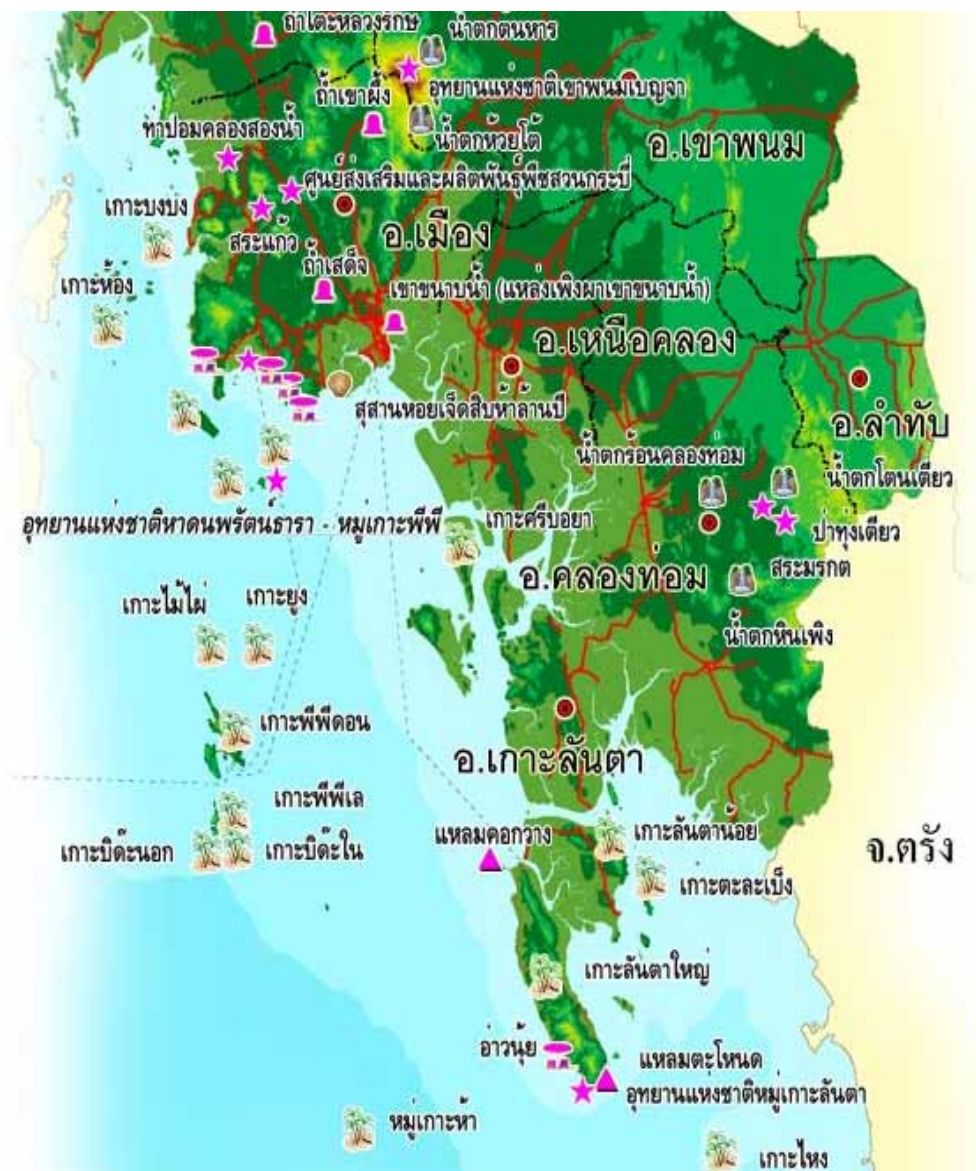 ถ้ำโต๊ะหลวงรักษ์
น้ำตกต้นหาร
อุทยานแห่งชาติเขาพนมเบญจา
ถ้ำเขาผึ้ง
น้ำตกห้วยโต้
ท่าปอมคลองสองน้ำ
อ.เขาพนม
ศูนย์ส่งเสริมและผลิตพันธุ์พืชสวนกระบี่
เกาะบงบ่ง
สระแก้ว
อ.เมือง
ถ้ำเสด็จ
เกาะห้อง
เขาขนาบน้ำ (แหล่งเพิงผาเขาขนาบน้ำ)
อ.เหนือคลอง
สุสานหอยเจ็ดสิบห้าล้านปี
อ.ลำทับ
น้ำตกร้อนคลองท่อม
น้ำตกโตนเตียว
อุทยานแห่งชาติหาดนพรัตน์ธารา - หมู่เกาะพีพี
เกาะศรีบอยา
ป่าทุ่งเตียว
สระมรกต
อ.คลองท่อม
เกาะไม้ไผ่
เกาะยูง
น้ำตกหินเพิง
เกาะพีพีดอน
อ.เกาะลันตา
เกาะพีพีเล
แหลมคอกวาง
เกาะลันตาน้อย
เกาะบิด๊ะนอก
เกาะบิด๊ะใน
จ.ตรัง
เกาะตะละเบ็ง
เกาะลันตาใหญ่
อ่าวนุ้ย
แหลมตะโหนด
อุทยานแห่งชาติหมู่เกาะลันตา
หมู่เกาะห้า
เกาะไหง